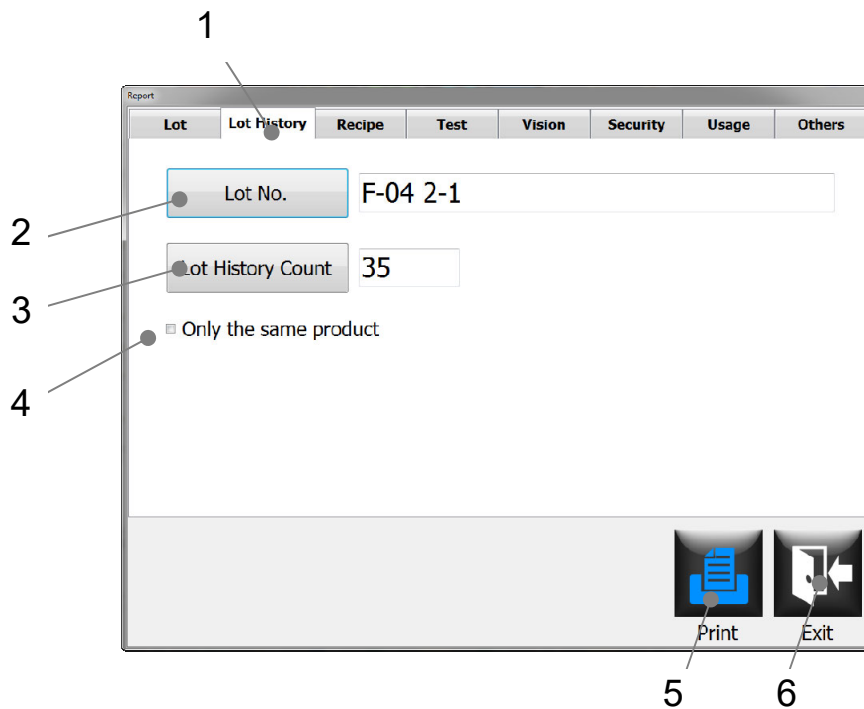 1
Report
Lot Lot History Recipe Test Vision Security Usage Others
2
Lot No. F-04 2-1
3
Lot History Count 35
4
Only the same product
Print Exit
5 6